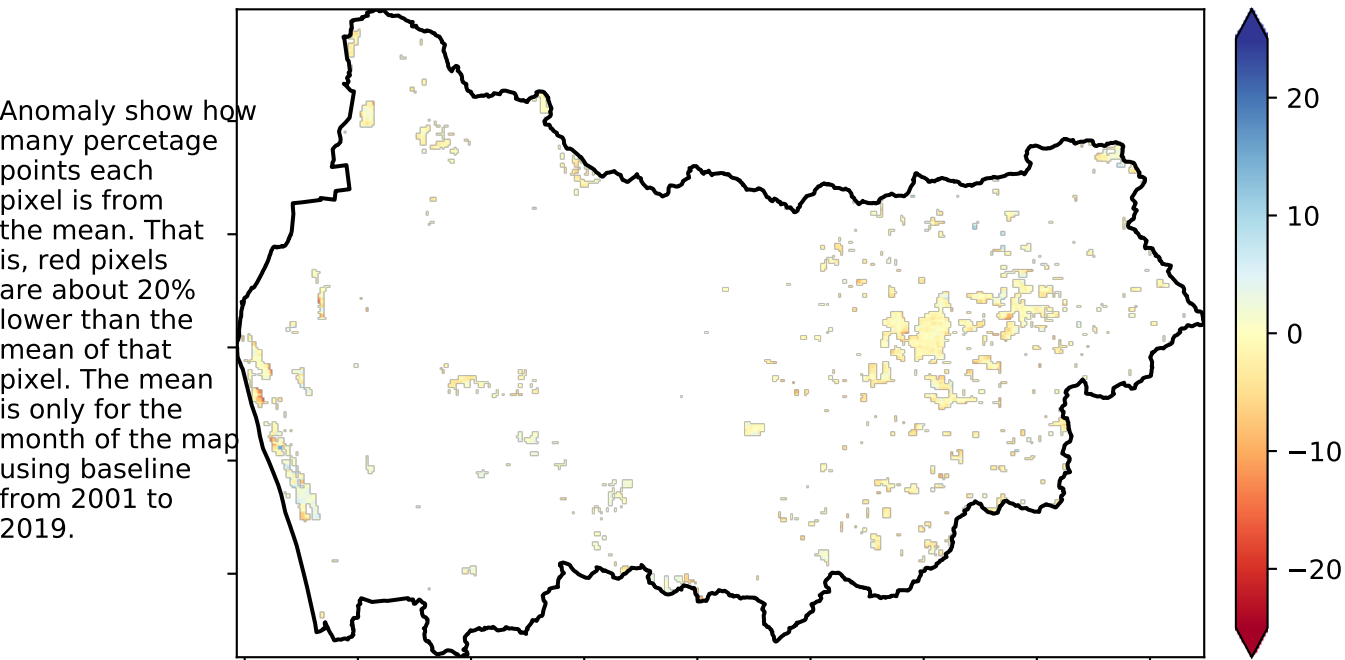 Anomaly show how
many percetage
points each
pixel is from
the mean. That
is, red pixels
are about 20%
lower than the
mean of that
pixel. The mean
is only for the
month of the map
using baseline
from 2001 to
2019.
20
10
0
−10
−20